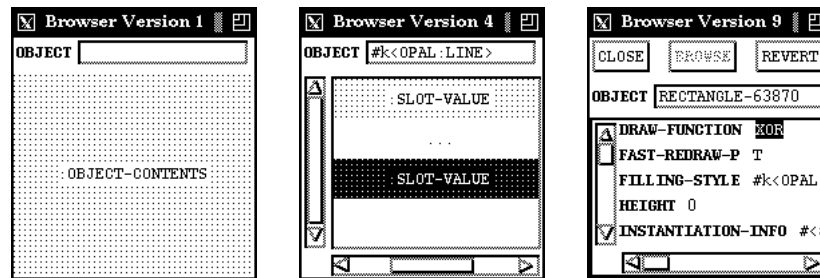 Browser Version 1
OBJECT
:OBJECT-CONTENTS
Browser Version 4
OBJECT #k<OPAL:LINE>
:SLOT-VALUE
...
:SLOT-VALUE
Browser Version 9
CLOSE BROWSE REVERT
OBJECT RECTANGLE-63870
DRAW-FUNCTION XOR
FAST-REDRAW-P T
FILLING-STYLE #k<OPAL
HEIGHT 0
INSTANTIATION-INFO #<